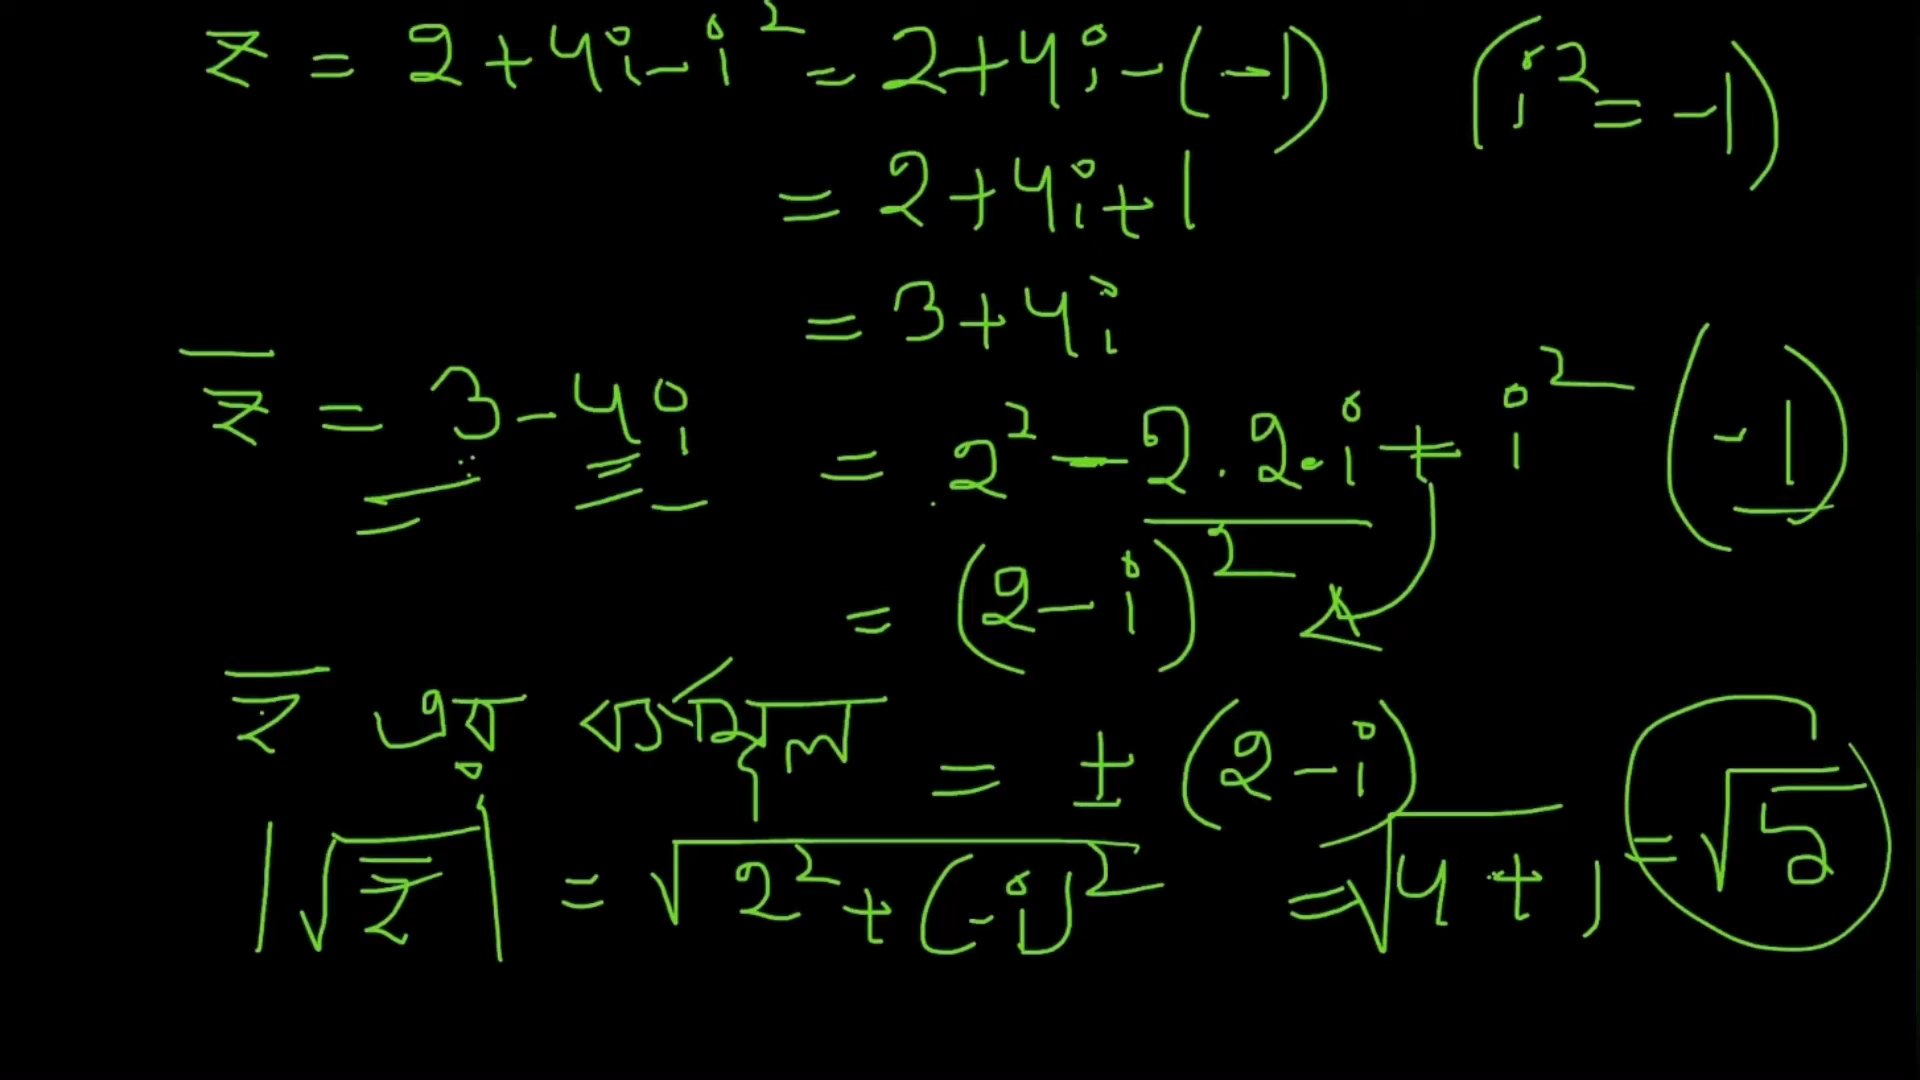 z = 2+4i-i² = 2+4i-(-1) (i² = -1)
= 2+4i+1
= 3+4i
z̅ = 3-4i = 2² - 2.2.i + i² (-1)
= (2-i)²
z̅ এর বর্গমূল = ± (2-i)
|√z̅| = √2²+(-i)² = √4+1 = √5